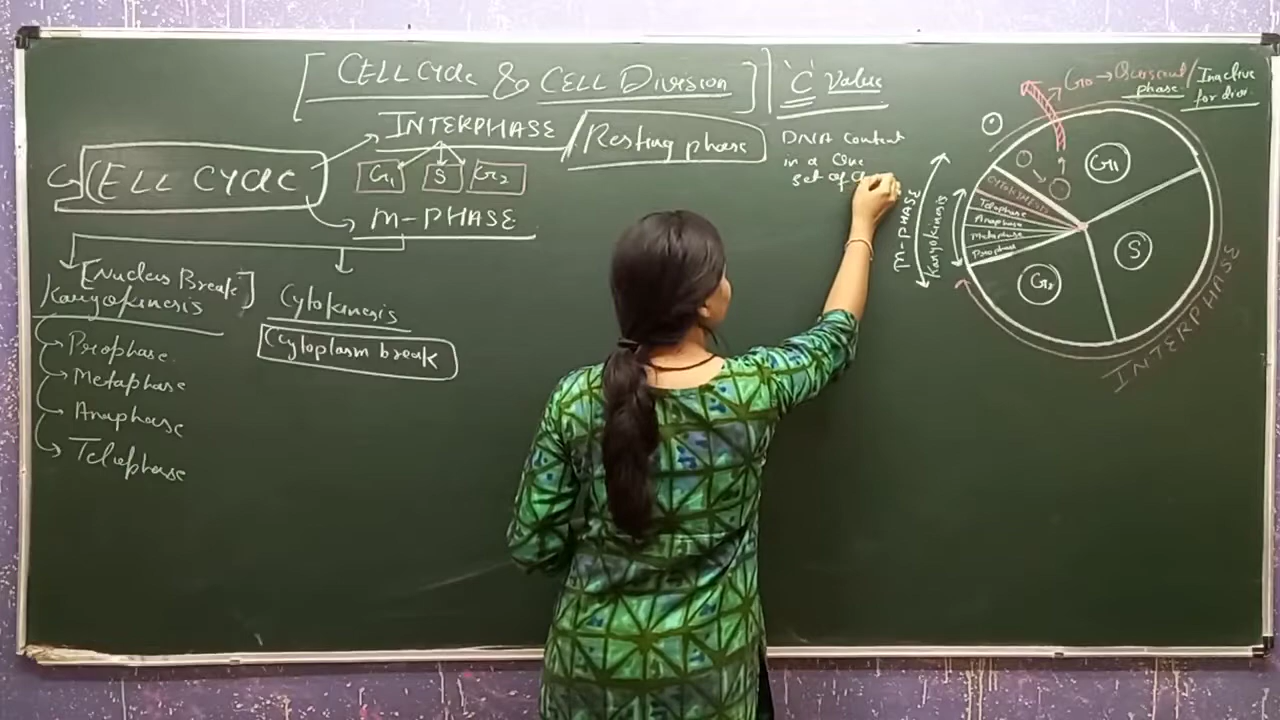 [CELL Cycle & CELL Division]
'C' Value
DNA Content
in a One
set of
INTERPHASE / Resting phase
G1 S G2
CELL Cycle
M-PHASE
[Nucleus Break]
Karyokinesis
Prophase
Metaphase
Anaphase
Telophase
Cytokinesis
Cytoplasm break
G0 → Quiescent / Inactive
phase
for divi.
G1
S
G2
CYTOKINESIS
Telophase
Anaphase
Metaphase
Prophase
Karyokinesis
M-PHASE
INTERPHASE